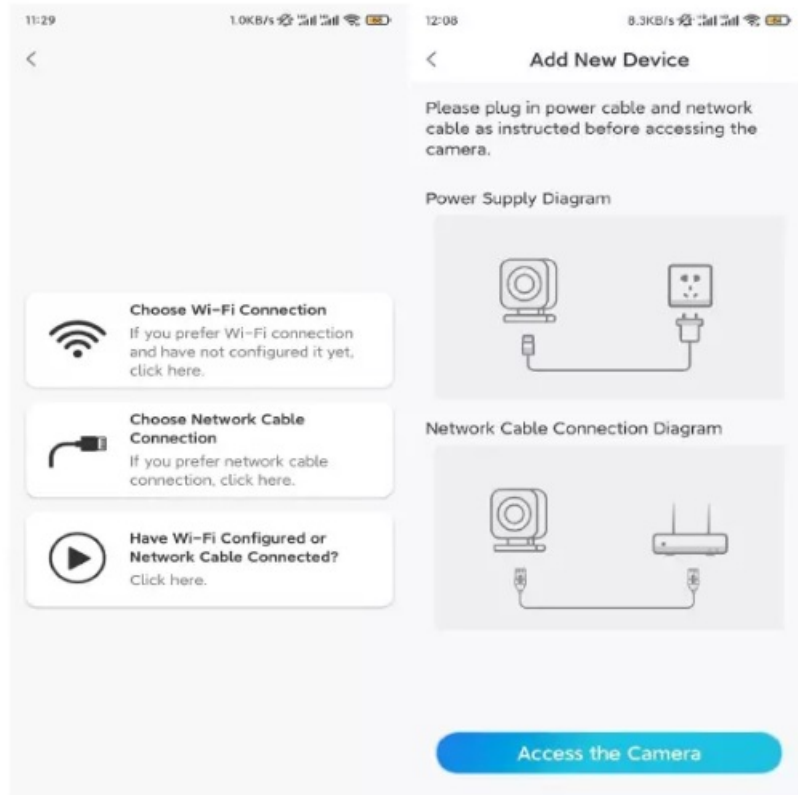 11:29
1.0KB/s
<
Choose Wi-Fi Connection
If you prefer Wi-Fi connection
and have not configured it yet,
click here.
Choose Network Cable
Connection
If you prefer network cable
connection, click here.
Have Wi-Fi Configured or
Network Cable Connected?
Click here.
12:08
8.3KB/s
<
Add New Device
Please plug in power cable and network
cable as instructed before accessing the
camera.
Power Supply Diagram
Network Cable Connection Diagram
Access the Camera